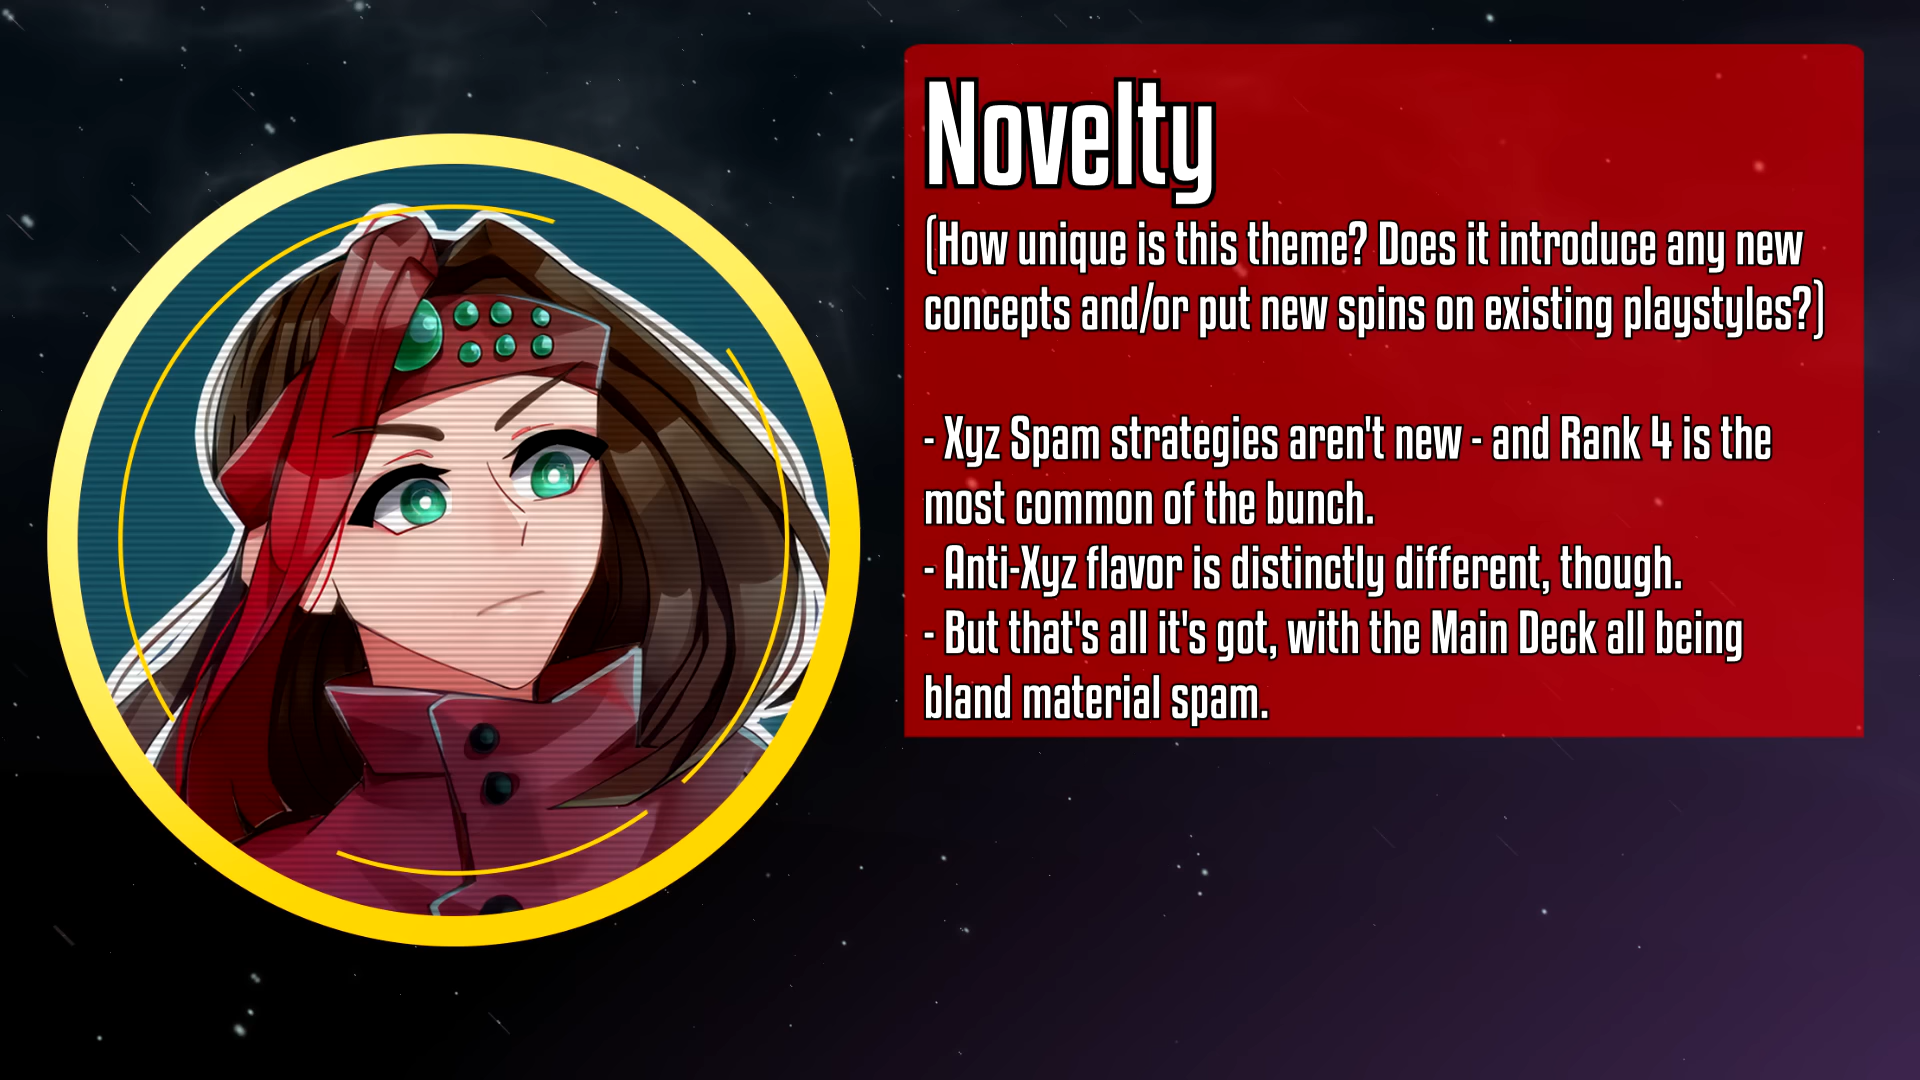 Novelty
(How unique is this theme? Does it introduce any new
concepts and/or put new spins on existing playstyles?)
- Xyz Spam strategies aren't new - and Rank 4 is the
most common of the bunch.
- Anti-Xyz flavor is distinctly different, though.
- But that's all it's got, with the Main Deck all being
bland material spam.